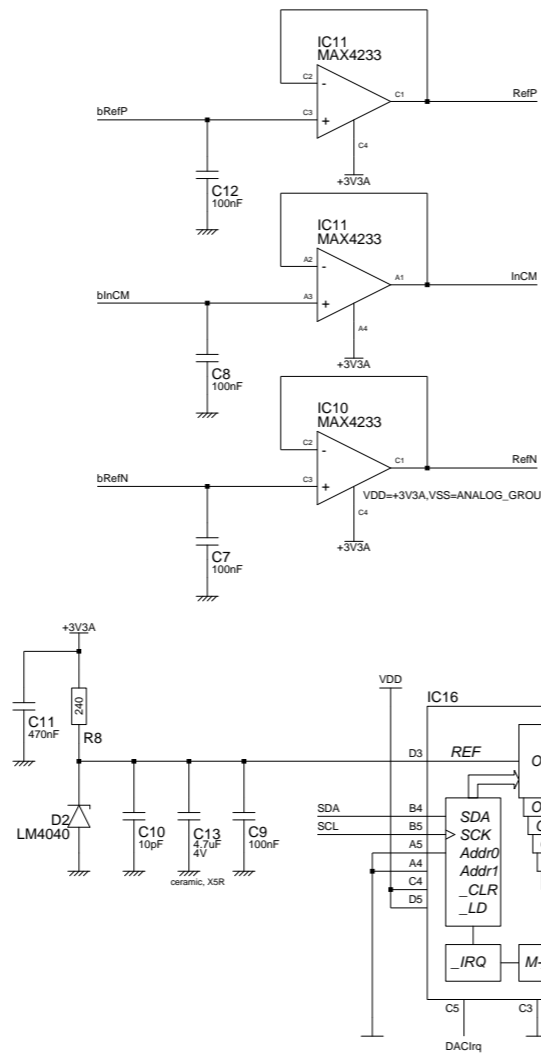 IC11
MAX4233
C2
-
C1
RefP
bRefP
C3
+
C4
C12
100nF
+3V3A
IC11
MAX4233
A2
-
A1
InCM
bInCM
A3
+
A4
C8
100nF
+3V3A
IC10
MAX4233
C2
-
C1
RefN
bRefN
C3
+
VDD=+3V3A,VSS=ANALOG_GROU
C4
C7
100nF
+3V3A
+3V3A
VDD
IC16
C11
470nF
240
R8
D3
REF
O
D2
LM4040
C10
10pF
C13
4.7uF
4V
C9
100nF
ceramic, X5R
SDA
B4
SDA
SCL
B5
SCK
A5
Addr0
A4
Addr1
C4
_CLR
D5
_LD
_IRQ
M-
C5
C3
DACIrq